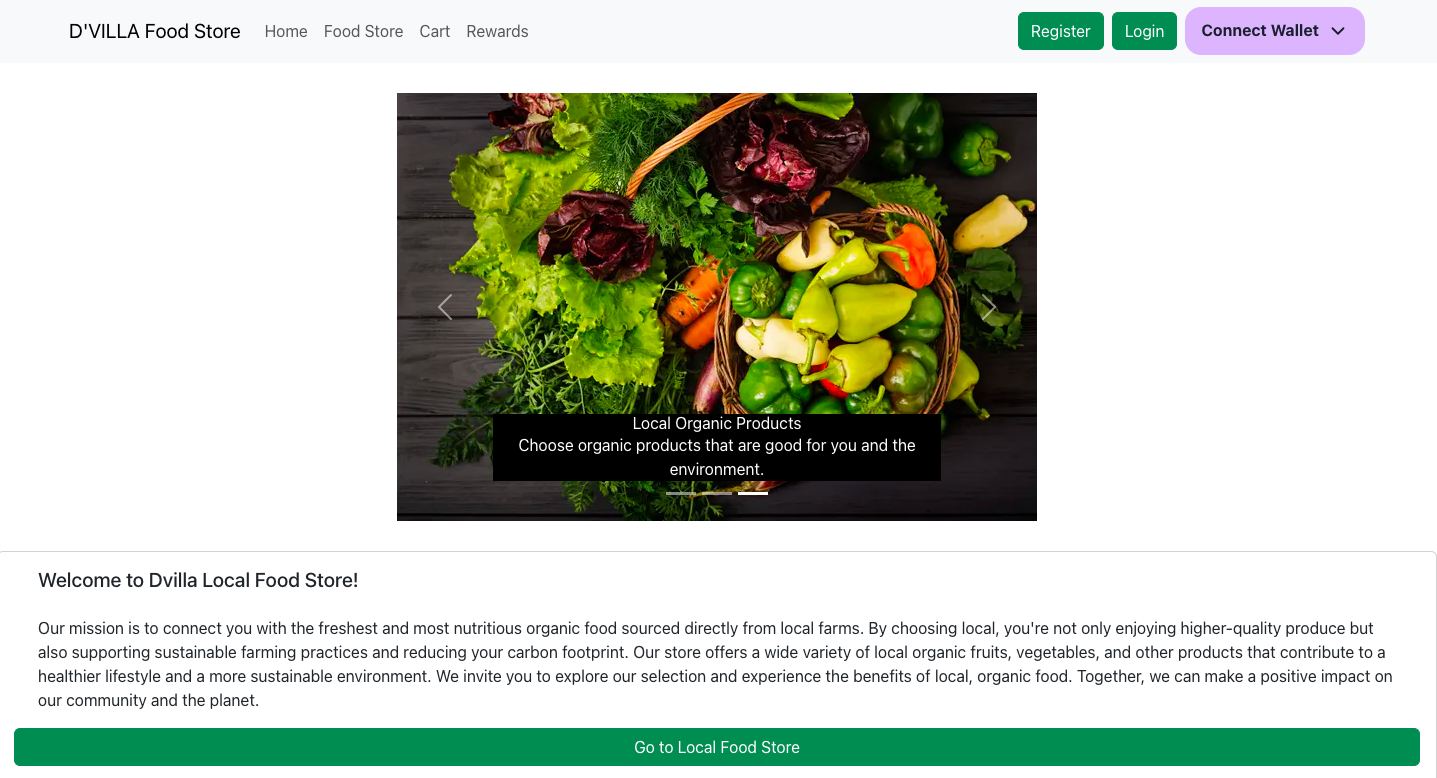 D'VILLA Food Store Home Food Store Cart Rewards Register Login Connect Wallet
Local Organic Products
Choose organic products that are good for you and the
environment.
Welcome to Dvilla Local Food Store!
Our mission is to connect you with the freshest and most nutritious organic food sourced directly from local farms. By choosing local, you're not only enjoying higher-quality produce but
also supporting sustainable farming practices and reducing your carbon footprint. Our store offers a wide variety of local organic fruits, vegetables, and other products that contribute to a
healthier lifestyle and a more sustainable environment. We invite you to explore our selection and experience the benefits of local, organic food. Together, we can make a positive impact on
our community and the planet.
Go to Local Food Store